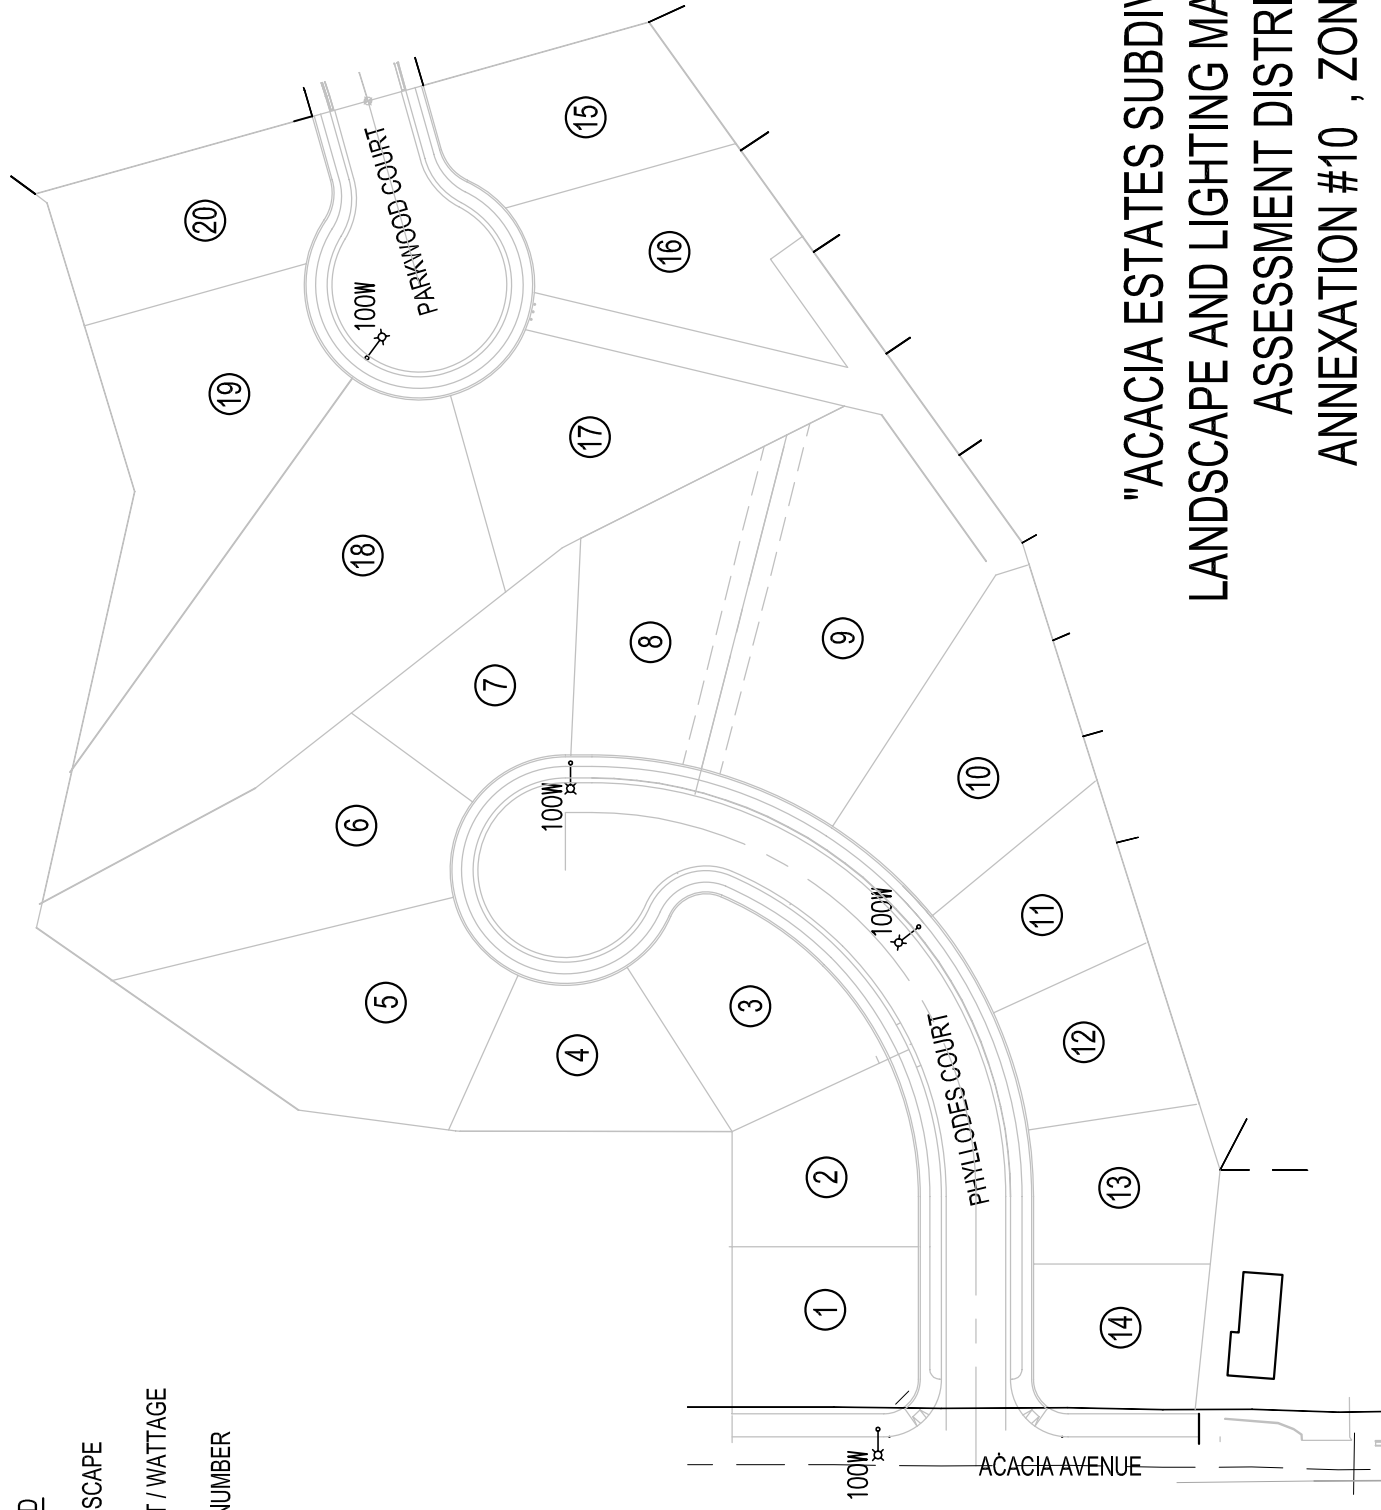 "ACACIA ESTATES SUBDIV
LANDSCAPE AND LIGHTING MA
ASSESSMENT DISTRI
ANNEXATION #10 , ZON
20
19
18
17
16
15
PARKWOOD COURT
100W
7
8
9
10
6
5
4
3
11
12
100W
100W
PHYLLODES COURT
2
1
13
14
100W
ACACIA AVENUE
D
SCAPE
T / WATTAGE
NUMBER